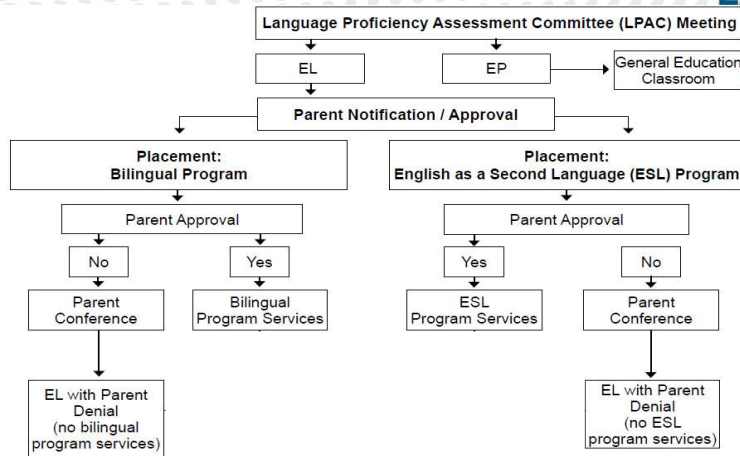 Language Proficiency Assessment Committee (LPAC) Meeting
EL
EP
General Education
Classroom
Parent Notification / Approval
Placement:
Bilingual Program
Placement:
English as a Second Language (ESL) Program
Parent Approval
Parent Approval
No
Yes
Yes
No
Parent
Conference
Bilingual
Program Services
ESL
Program Services
Parent
Conference
EL with Parent
Denial
(no bilingual
program services)
EL with Parent
Denial
(no ESL
program services)